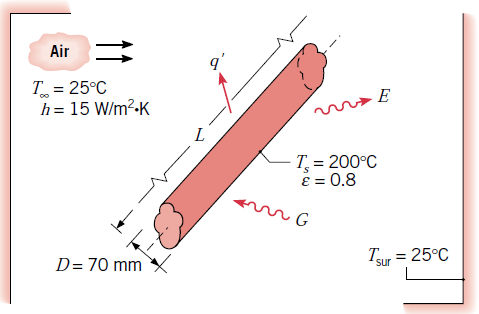 Air
T∞ = 25°C
h = 15 W/m²•K
q′
E
L
Tₛ = 200°C
ε = 0.8
G
D = 70 mm
Tsur = 25°C